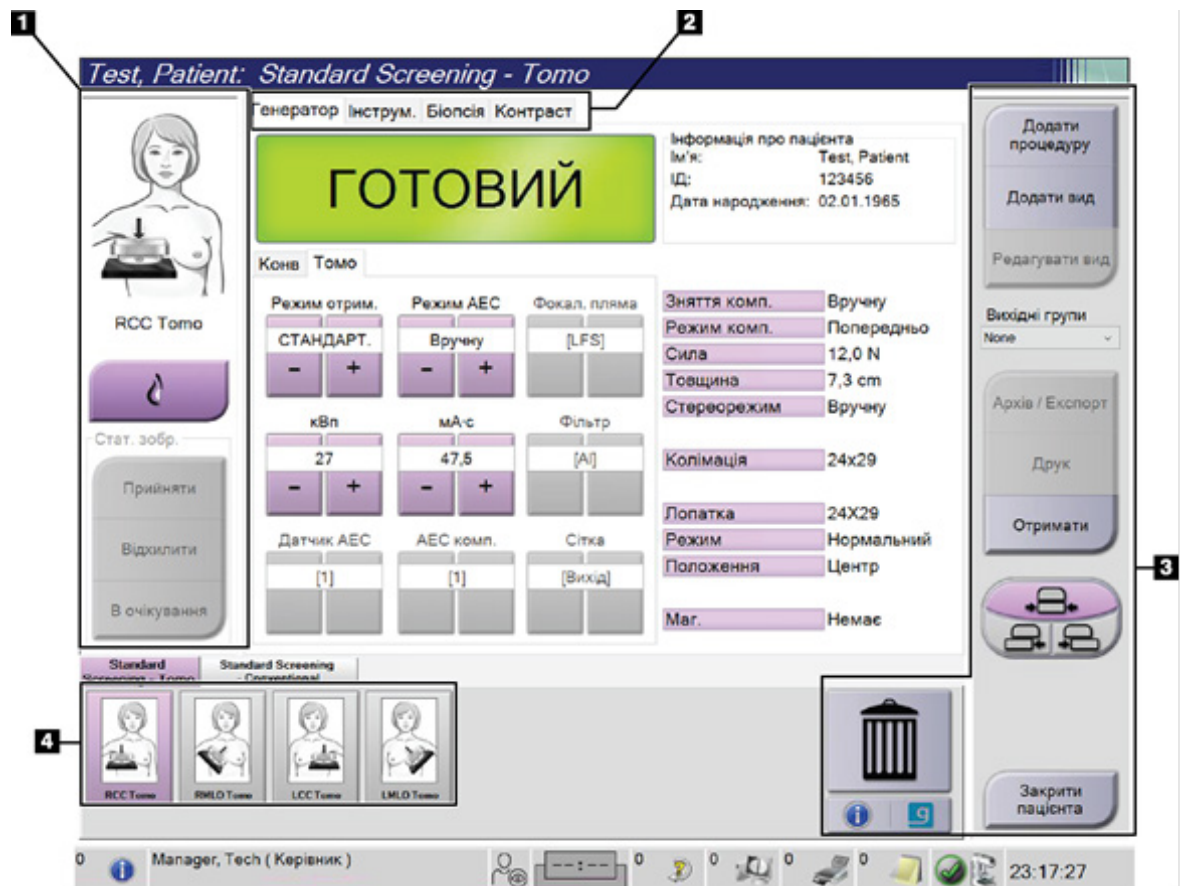 1
2
Test, Patient: Standard Screening - Tomo
Генератор Інструм. Біопсія Контраст
ГОТОВИЙ
Інформація про пацієнта
Ім'я: Test, Patient
ІД: 123456
Дата народження: 02.01.1965
RCC Tomo
Стат. зобр.
Прийняти
Відхилити
В очікування
Конв Томо
Режим отрим. Режим АЕС Фокал. пляма
СТАНДАРТ. Вручну [LFS]
- + - +
кВп мА·с Фільтр
27 47,5 [Al]
- + - +
Датчик АЕС АЕС комп. Сітка
[1] [1] [Вихід]
Зняття комп. Вручну
Режим комп. Попередньо
Сила 12,0 N
Товщина 7,3 cm
Стереорежим Вручну
Колімація 24x29
Лопатка 24X29
Режим Нормальний
Положення Центр
Маг. Немає
Додати
процедуру
Додати вид
Редагувати вид
Вихідні групи
None
Архів / Експорт
Друк
Отримати
3
Standard
Screening - Tomo
Standard Screening
- Conventional
4
RCC Tomo RMLO Tomo LCC Tomo LMLO Tomo
i g
Закрити
пацієнта
0 i Manager, Tech ( Керівник ) --:-- 0 0 0 0 23:17:27